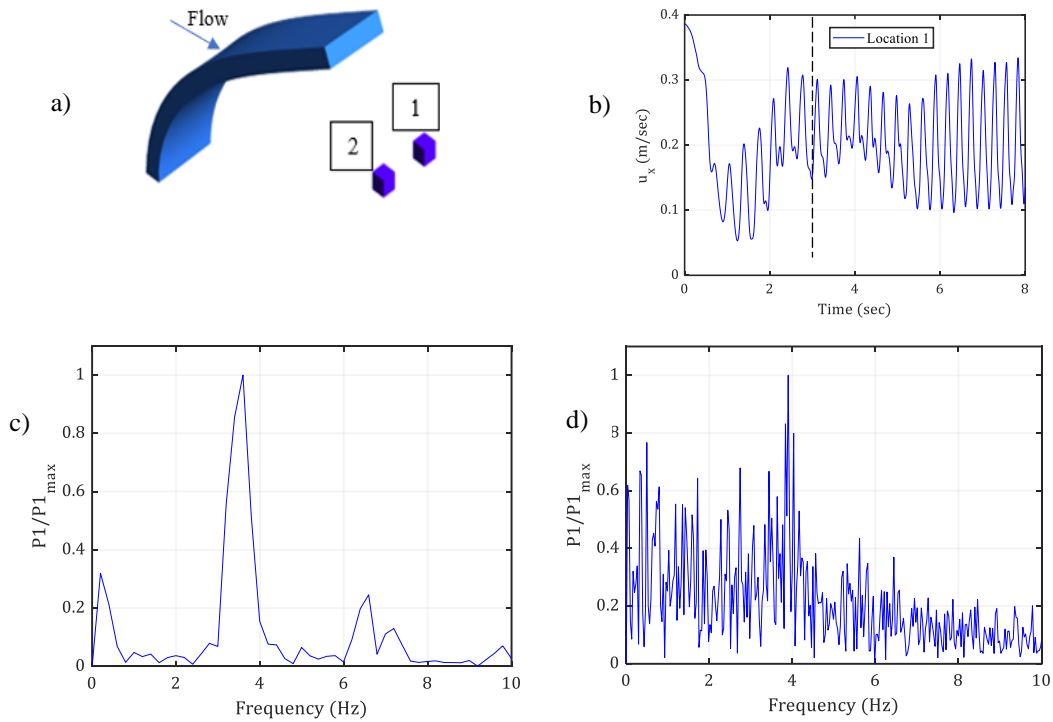 Flow
a)
1
2
b)
0.4
0.3
0.2
0.1
0
u_x (m/sec)
Location 1
0 2 4 6 8
Time (sec)
c)
1
0.8
0.6
0.4
0.2
0
P1/P1_max
0 2 4 6 8 10
Frequency (Hz)
d)
1
8
0.6
0.4
0.2
0
P1/P1_max
0 2 4 6 8 10
Frequency (Hz)